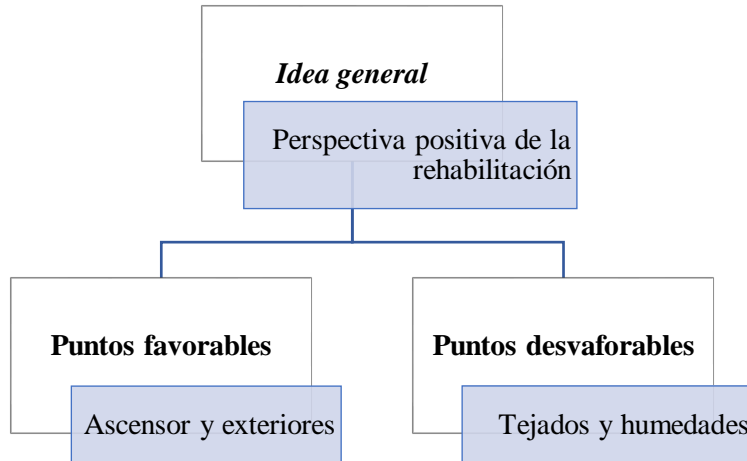 Idea general
Perspectiva positiva de la
rehabilitación
Puntos favorables
Puntos desvaforables
Ascensor y exteriores
Tejados y humedades